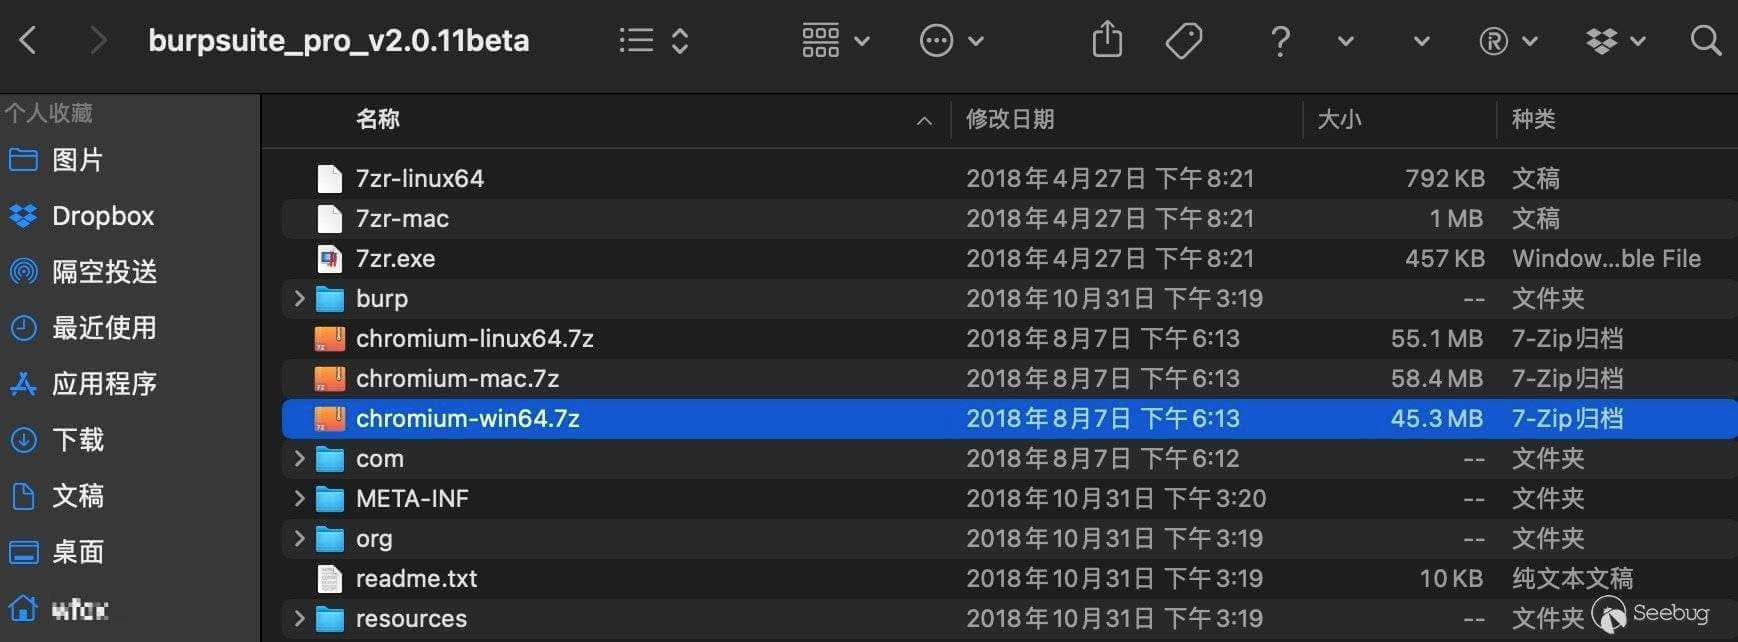 burpsuite_pro_v2.0.11beta
个人收藏
图片
Dropbox
隔空投送
最近使用
应用程序
下载
文稿
桌面
名称 修改日期 大小 种类
7zr-linux64 2018年4月27日 下午8:21 792 KB 文稿
7zr-mac 2018年4月27日 下午8:21 1 MB 文稿
7zr.exe 2018年4月27日 下午8:21 457 KB Window...ble File
burp 2018年10月31日 下午3:19 -- 文件夹
chromium-linux64.7z 2018年8月7日 下午6:13 55.1 MB 7-Zip归档
chromium-mac.7z 2018年8月7日 下午6:13 58.4 MB 7-Zip归档
chromium-win64.7z 2018年8月7日 下午6:13 45.3 MB 7-Zip归档
com 2018年8月7日 下午6:12 -- 文件夹
META-INF 2018年10月31日 下午3:20 -- 文件夹
org 2018年10月31日 下午3:19 -- 文件夹
readme.txt 2018年10月31日 下午3:19 10 KB 纯文本文稿
resources 2018年10月31日 下午3:19 -- 文件夹
Seebug